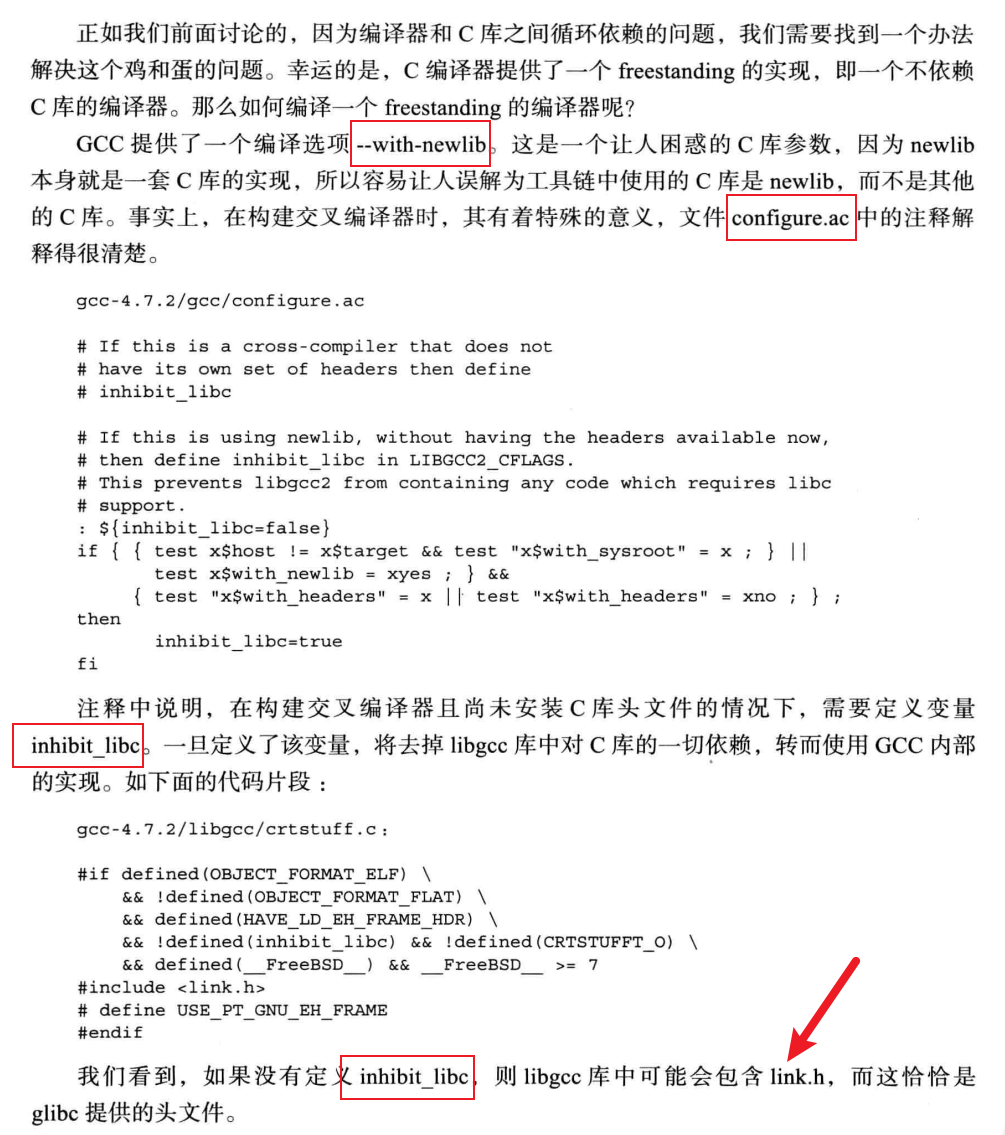 正如我们前面讨论的，因为编译器和 C 库之间循环依赖的问题，我们需要找到一个办法
解决这个鸡和蛋的问题。幸运的是，C 编译器提供了一个 freestanding 的实现，即一个不依赖
C 库的编译器。那么如何编译一个 freestanding 的编译器呢？
GCC 提供了一个编译选项 --with-newlib。这是一个让人困惑的 C 库参数，因为 newlib
本身就是一套 C 库的实现，所以容易让人误解为工具链中使用的 C 库是 newlib，而不是其他
的 C 库。事实上，在构建交叉编译器时，其有着特殊的意义，文件 configure.ac 中的注释解
释得很清楚。
gcc-4.7.2/gcc/configure.ac
# If this is a cross-compiler that does not
# have its own set of headers then define
# inhibit_libc
# If this is using newlib, without having the headers available now,
# then define inhibit_libc in LIBGCC2_CFLAGS.
# This prevents libgcc2 from containing any code which requires libc
# support.
: ${inhibit_libc=false}
if { { test x$host != x$target && test "x$with_sysroot" = x ; } ||
test x$with_newlib = xyes ; } &&
{ test "x$with_headers" = x || test "x$with_headers" = xno ; } ;
then
inhibit_libc=true
fi
注释中说明，在构建交叉编译器且尚未安装 C 库头文件的情况下，需要定义变量
inhibit_libc。一旦定义了该变量，将去掉 libgcc 库中对 C 库的一切依赖，转而使用 GCC 内部
的实现。如下面的代码片段：
gcc-4.7.2/libgcc/crtstuff.c：
#if defined(OBJECT_FORMAT_ELF) \
&& !defined(OBJECT_FORMAT_FLAT) \
&& defined(HAVE_LD_EH_FRAME_HDR) \
&& !defined(inhibit_libc) && !defined(CRTSTUFFT_O) \
&& defined(__FreeBSD__) && __FreeBSD__ >= 7
#include <link.h>
# define USE_PT_GNU_EH_FRAME
#endif
我们看到，如果没有定义 inhibit_libc，则 libgcc 库中可能会包含 link.h，而这恰恰是
glibc 提供的头文件。